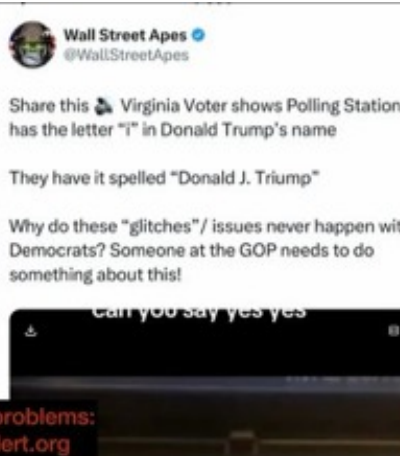 Wall Street Apes
@WallStreetApes
Share this Virginia Voter shows Polling Station
has the letter “i” in Donald Trump’s name
They have it spelled “Donald J. Triump”
Why do these “glitches”/ issues never happen wit
Democrats? Someone at the GOP needs to do
something about this!
can you say yes yes
problems:
lert.org